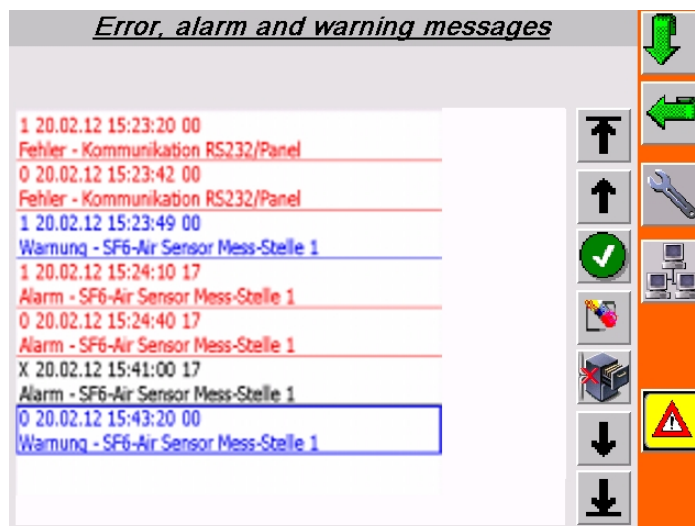 Error, alarm and warning messages
1 20.02.12 15:23:20 00
Fehler - Kommunikation RS232/Panel
0 20.02.12 15:23:42 00
Fehler - Kommunikation RS232/Panel
1 20.02.12 15:23:49 00
Warnung - SF6-Air Sensor Mess-Stelle 1
1 20.02.12 15:24:10 17
Alarm - SF6-Air Sensor Mess-Stelle 1
0 20.02.12 15:24:40 17
Alarm - SF6-Air Sensor Mess-Stelle 1
X 20.02.12 15:41:00 17
Alarm - SF6-Air Sensor Mess-Stelle 1
0 20.02.12 15:43:20 00
Warnung - SF6-Air Sensor Mess-Stelle 1